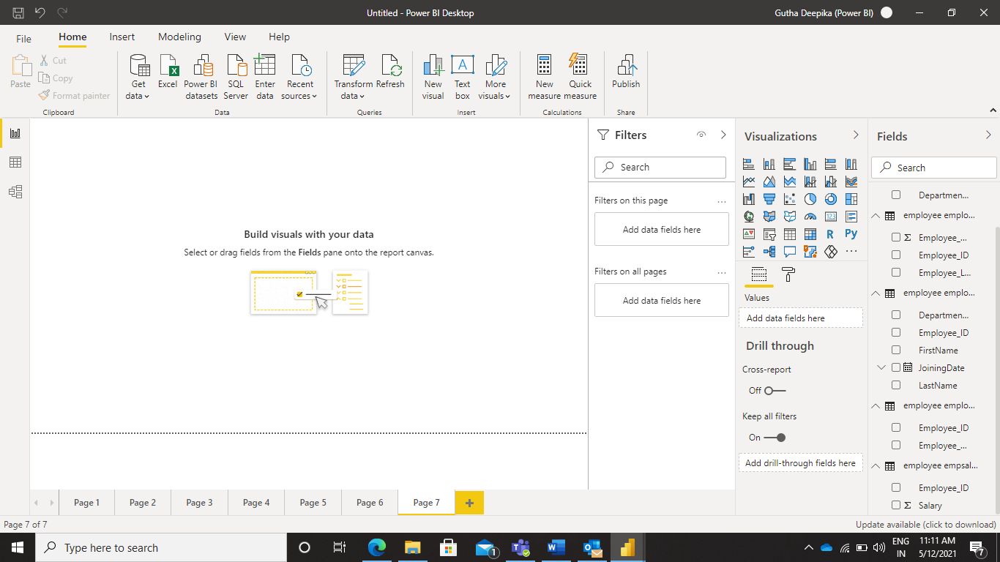 Untitled - Power BI Desktop
Gutha Deepika (Power BI)
File
Home
Insert
Modeling
View
Help
Paste
Cut
Copy
Format painter
Clipboard
Get data
Excel
Power BI datasets
SQL Server
Enter data
Recent sources
Data
Transform data
Refresh
Queries
New visual
Text box
More visuals
Insert
New measure
Quick measure
Calculations
Publish
Share
Build visuals with your data
Select or drag fields from the Fields pane onto the report canvas.
Filters
Search
Filters on this page
...
Add data fields here
Filters on all pages
...
Add data fields here
Visualizations
123
R
Py
...
Values
Add data fields here
Drill through
Cross-report
Off
Keep all filters
On
Add drill-through fields here
Fields
Search
Departmen...
employee emplo...
Σ Employee_...
Employee_ID
Employee_L...
employee emplo...
Departmen...
Employee_ID
FirstName
JoiningDate
LastName
employee emplo...
Employee_ID
Employee_...
employee empsal...
Employee_ID
Σ Salary
Page 1
Page 2
Page 3
Page 4
Page 5
Page 6
Page 7
+
Page 7 of 7
Update available (click to download)
Type here to search
1
ENG
IN
11:11 AM
5/12/2021
7